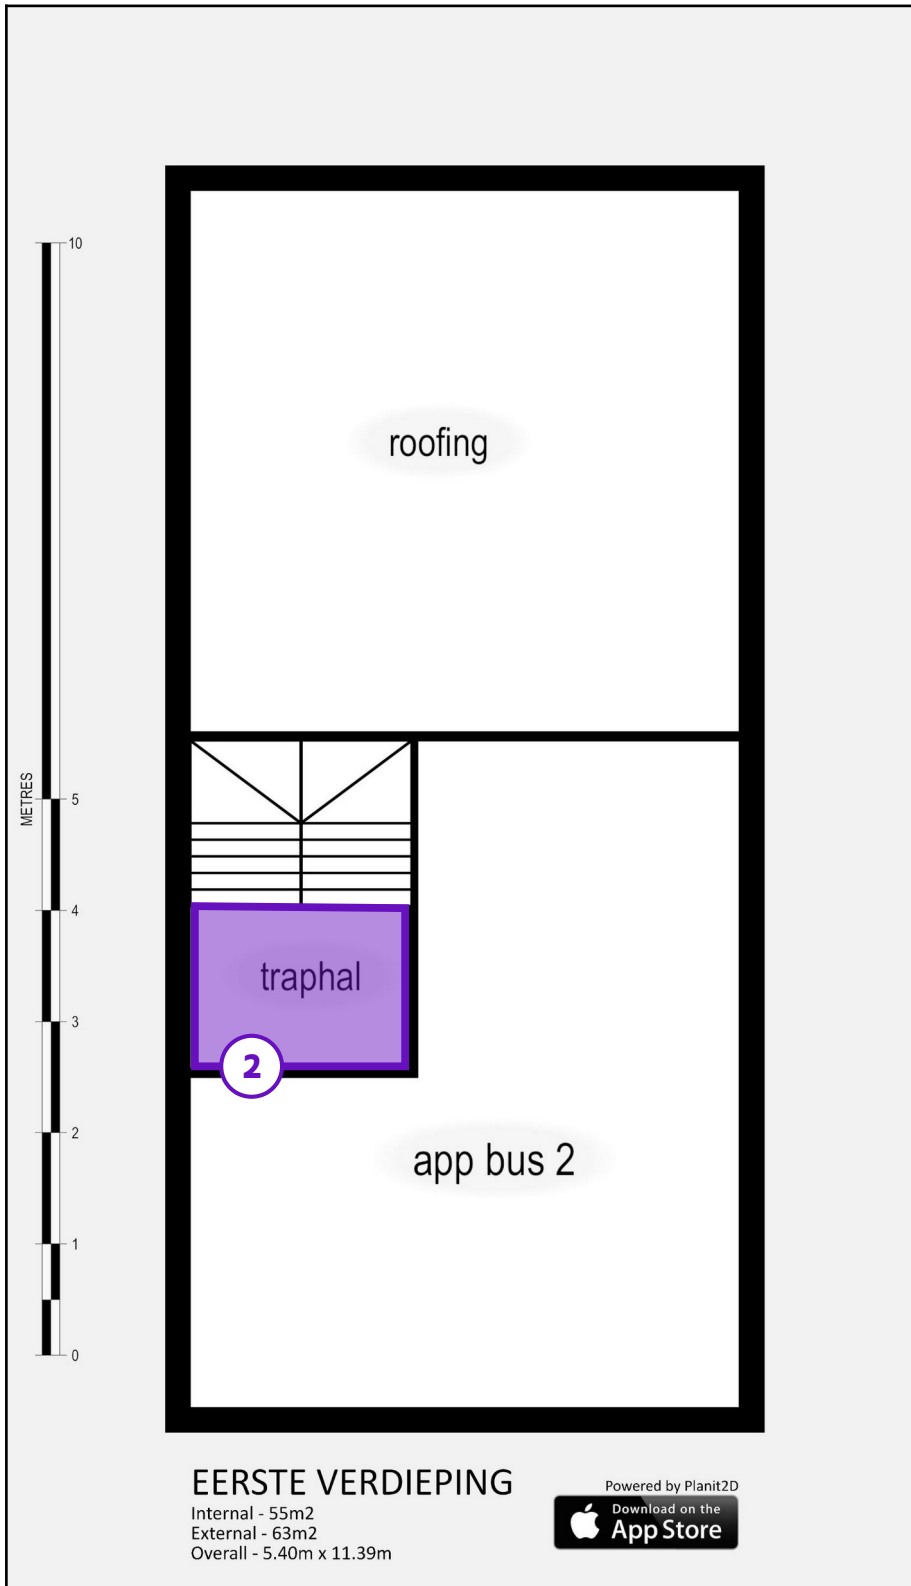 10
roofing
METRES
5
4
traphal
3
2
2
app bus 2
1
0
EERSTE VERDIEPING
Internal - 55m2
External - 63m2
Overall - 5.40m x 11.39m
Powered by Planit2D
Download on the
App Store